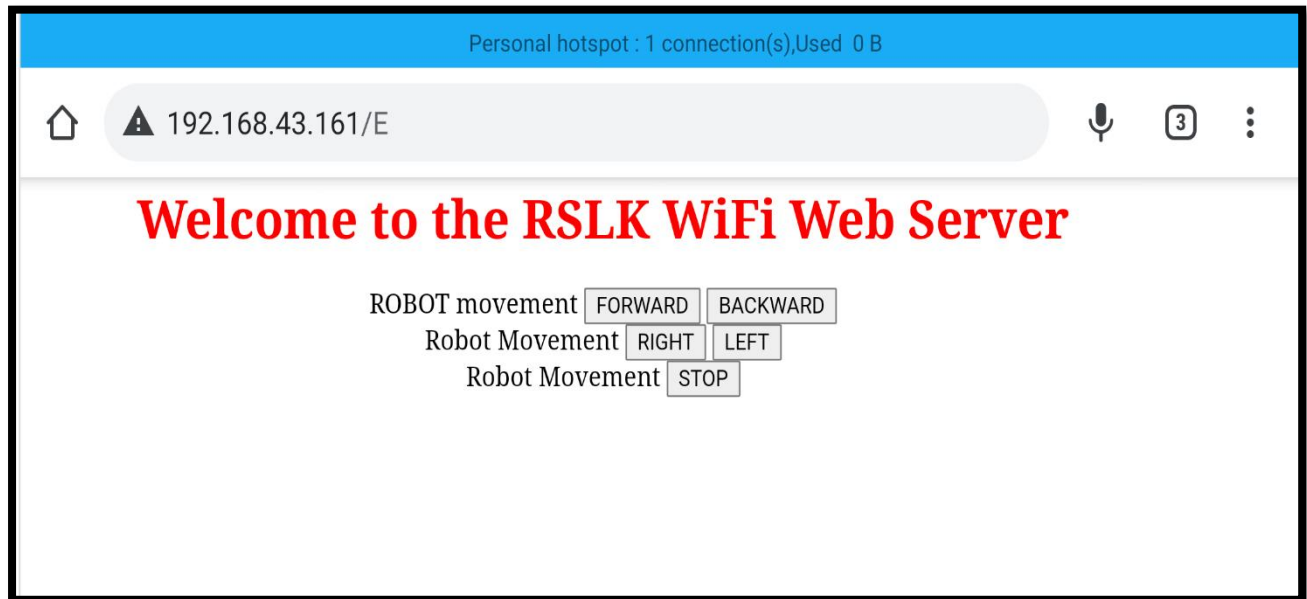 Personal hotspot : 1 connection(s),Used 0 B
192.168.43.161/E
3
Welcome to the RSLK WiFi Web Server
ROBOT movement FORWARD BACKWARD
Robot Movement RIGHT LEFT
Robot Movement STOP